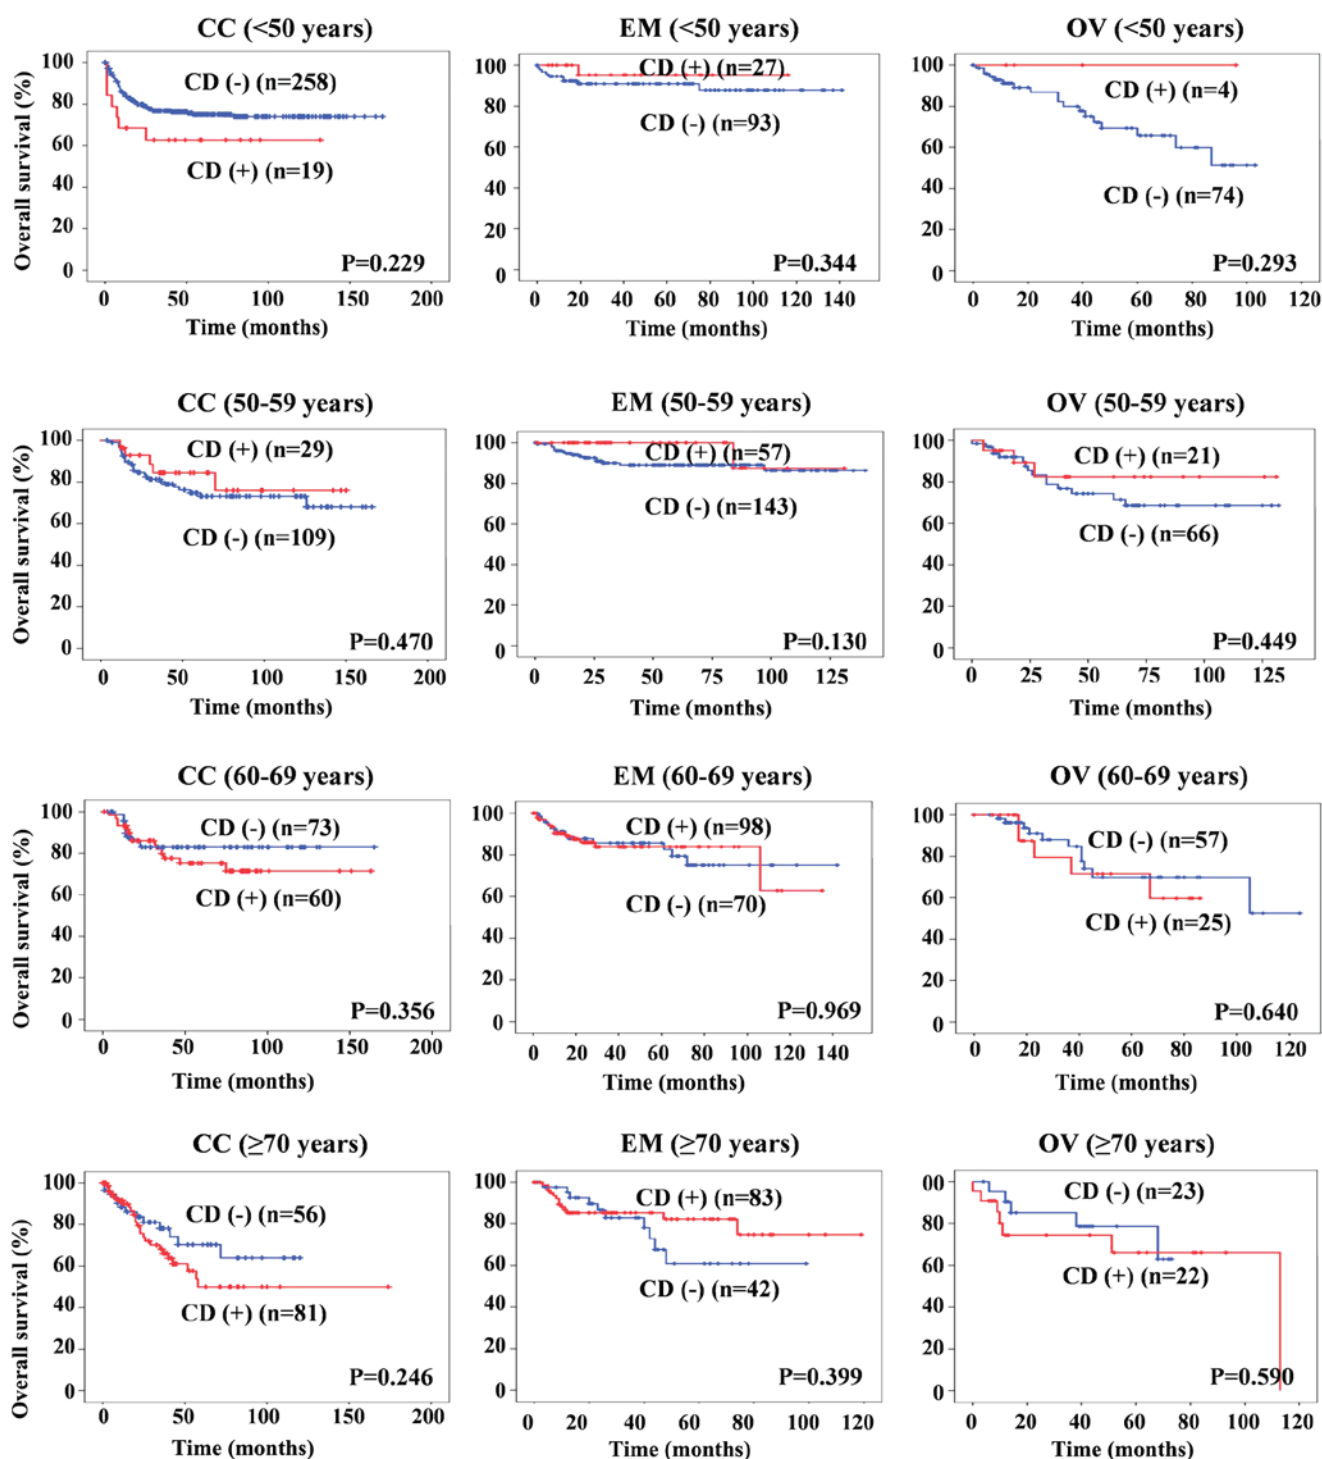 CC (<50 years)
Overall survival (%)
100
80
60
40
20
0
CD (-) (n=258)
CD (+) (n=19)
P=0.229
0 50 100 150 200
Time (months)
EM (<50 years)
100
80
60
40
20
0
CD (+) (n=27)
CD (-) (n=93)
P=0.344
0 20 40 60 80 100 120 140
Time (months)
OV (<50 years)
100
80
60
40
20
0
CD (+) (n=4)
CD (-) (n=74)
P=0.293
0 20 40 60 80 100 120
Time (months)
CC (50-59 years)
Overall survival (%)
100
80
60
40
20
0
CD (+) (n=29)
CD (-) (n=109)
P=0.470
0 50 100 150 200
Time (months)
EM (50-59 years)
100
80
60
40
20
0
CD (+) (n=57)
CD (-) (n=143)
P=0.130
0 25 50 75 100 125
Time (months)
OV (50-59 years)
100
80
60
40
20
0
CD (+) (n=21)
CD (-) (n=66)
P=0.449
0 25 50 75 100 125
Time (months)
CC (60-69 years)
Overall survival (%)
100
80
60
40
20
0
CD (-) (n=73)
CD (+) (n=60)
P=0.356
0 50 100 150 200
Time (months)
EM (60-69 years)
100
80
60
40
20
0
CD (+) (n=98)
CD (-) (n=70)
P=0.969
0 20 40 60 80 100 120 140
Time (months)
OV (60-69 years)
100
80
60
40
20
0
CD (-) (n=57)
CD (+) (n=25)
P=0.640
0 20 40 60 80 100 120
Time (months)
CC (≥70 years)
Overall survival (%)
100
80
60
40
20
0
CD (-) (n=56)
CD (+) (n=81)
P=0.246
0 50 100 150 200
Time (months)
EM (≥70 years)
100
80
60
40
20
0
CD (+) (n=83)
CD (-) (n=42)
P=0.399
0 20 40 60 80 100 120
Time (months)
OV (≥70 years)
100
80
60
40
20
0
CD (-) (n=23)
CD (+) (n=22)
P=0.590
0 20 40 60 80 100 120
Time (months)